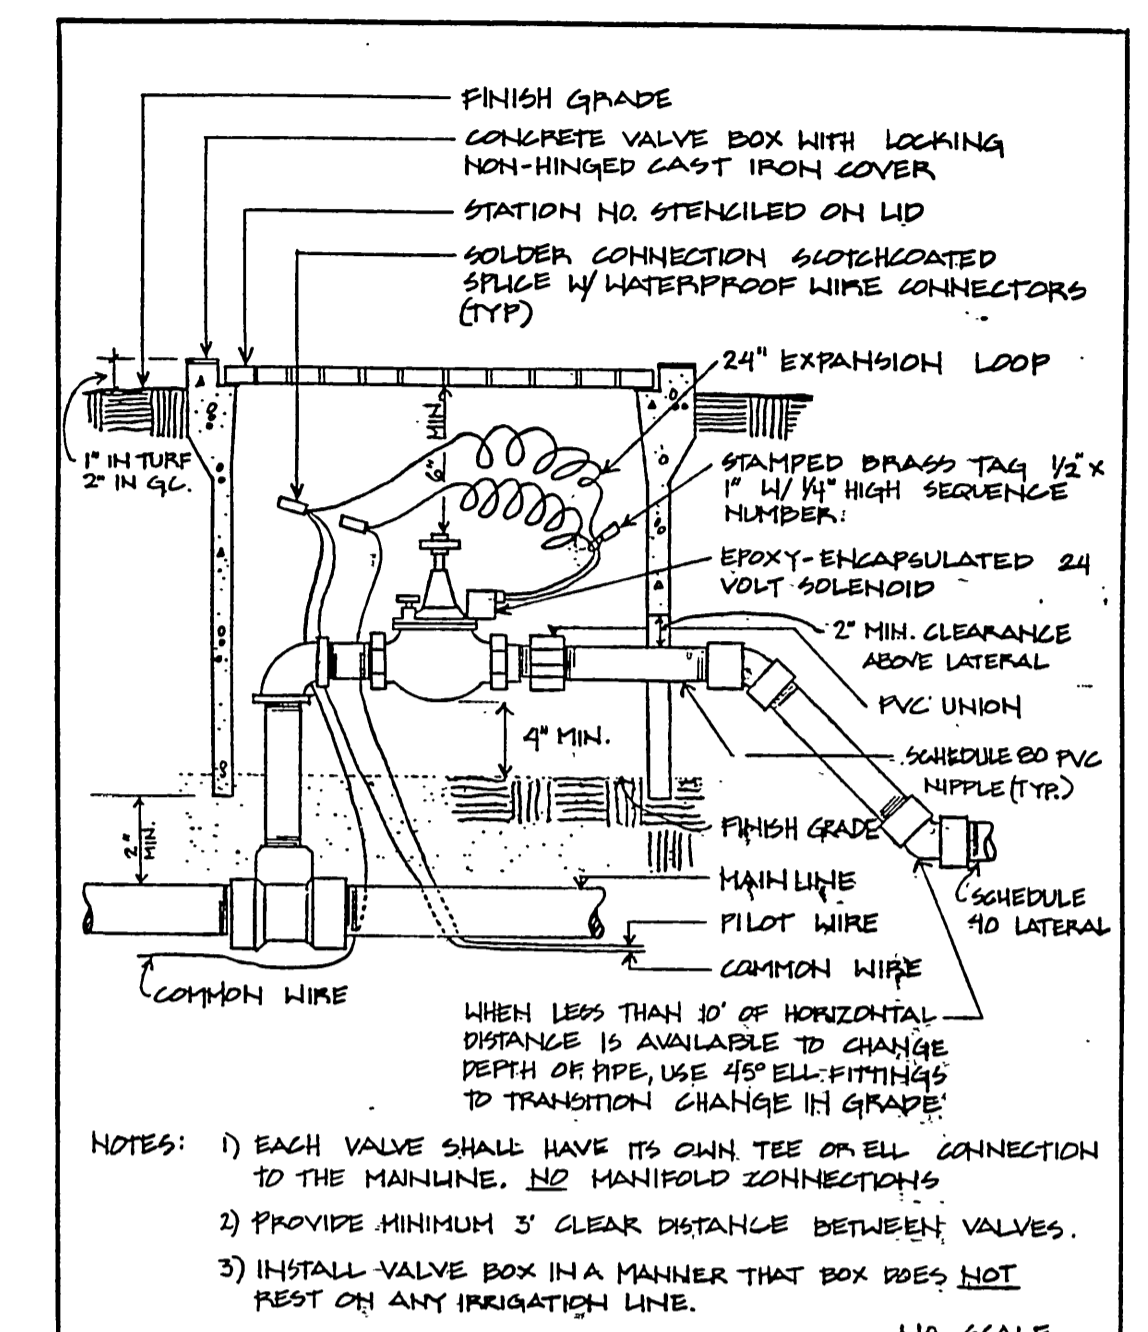 FINISH GRADE
CONCRETE VALVE BOX WITH LOCKING
NON-HINGED CAST IRON COVER
STATION NO. STENCILED ON LID
SOLDER CONNECTION SCOTCHCOATED
SPLICE W/ WATERPROOF WIRE CONNECTORS
(TYP)
24" EXPANSION LOOP
6" MIN
1" IN TURF
2" IN G.C.
STAMPED BRASS TAG 1/2" X
1" W/ 1/4" HIGH SEQUENCE
NUMBER.
EPOXY-ENCAPSULATED 24
VOLT SOLENOID
2" MIN. CLEARANCE
ABOVE LATERAL
PVC UNION
4" MIN.
SCHEDULE 80 PVC
NIPPLE (TYP.)
2" MIN.
FINISH GRADE
MAIN LINE
SCHEDULE
40 LATERAL
PILOT WIRE
COMMON WIRE
COMMON WIRE
WHEN LESS THAN 10' OF HORIZONTAL
DISTANCE IS AVAILABLE TO CHANGE
DEPTH OF PIPE, USE 45° ELL FITTINGS
TO TRANSITION CHANGE IN GRADE
NOTES: 1) EACH VALVE SHALL HAVE ITS OWN TEE OR ELL CONNECTION
TO THE MAINLINE. NO MANIFOLD CONNECTIONS
2) PROVIDE MINIMUM 3' CLEAR DISTANCE BETWEEN VALVES.
3) INSTALL VALVE BOX IN A MANNER THAT BOX DOES NOT
REST ON ANY IRRIGATION LINE.
NO SCALE